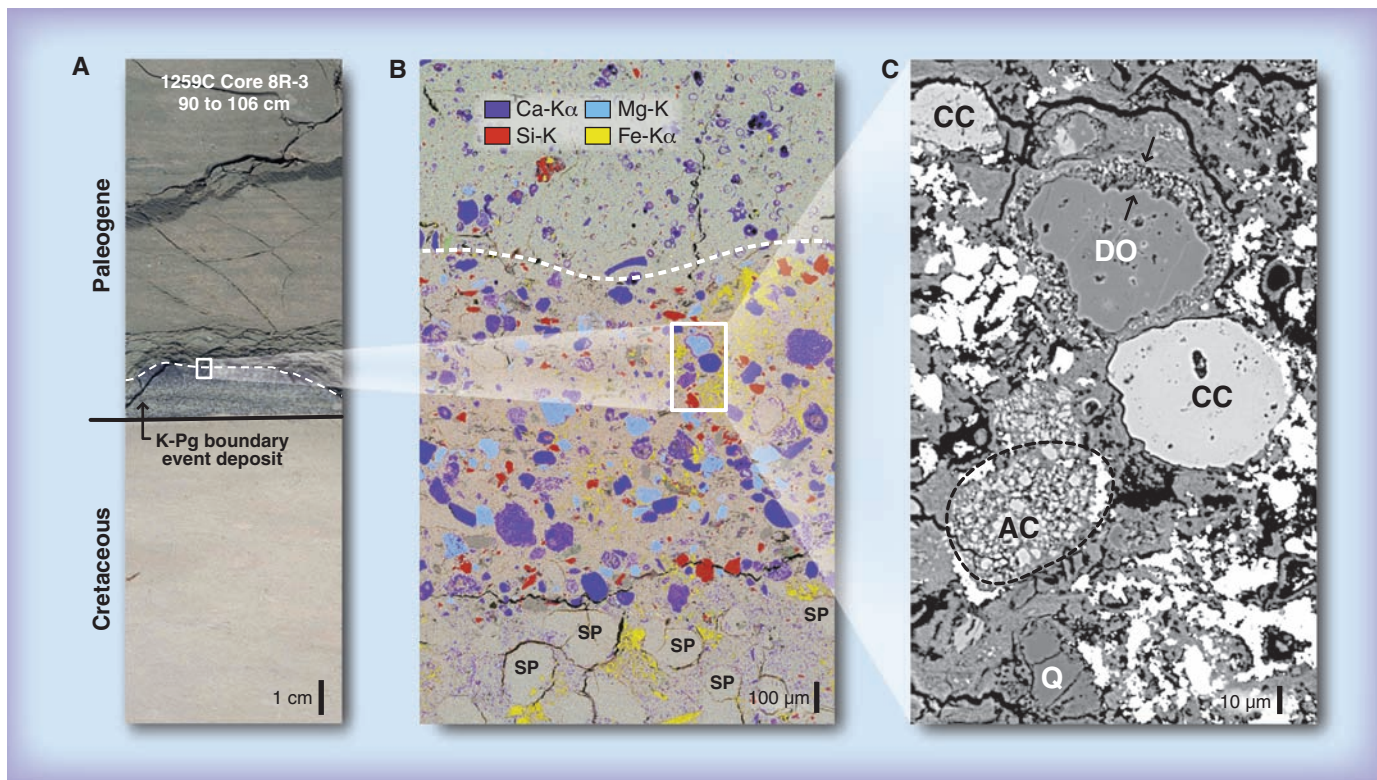 A
1259C Core 8R-3
90 to 106 cm
Paleogene
K-Pg boundary
event deposit
Cretaceous
1 cm
B
Ca-Kα
Mg-K
Si-K
Fe-Kα
SP
SP
SP
SP
SP
100 µm
C
CC
DO
CC
AC
Q
10 µm